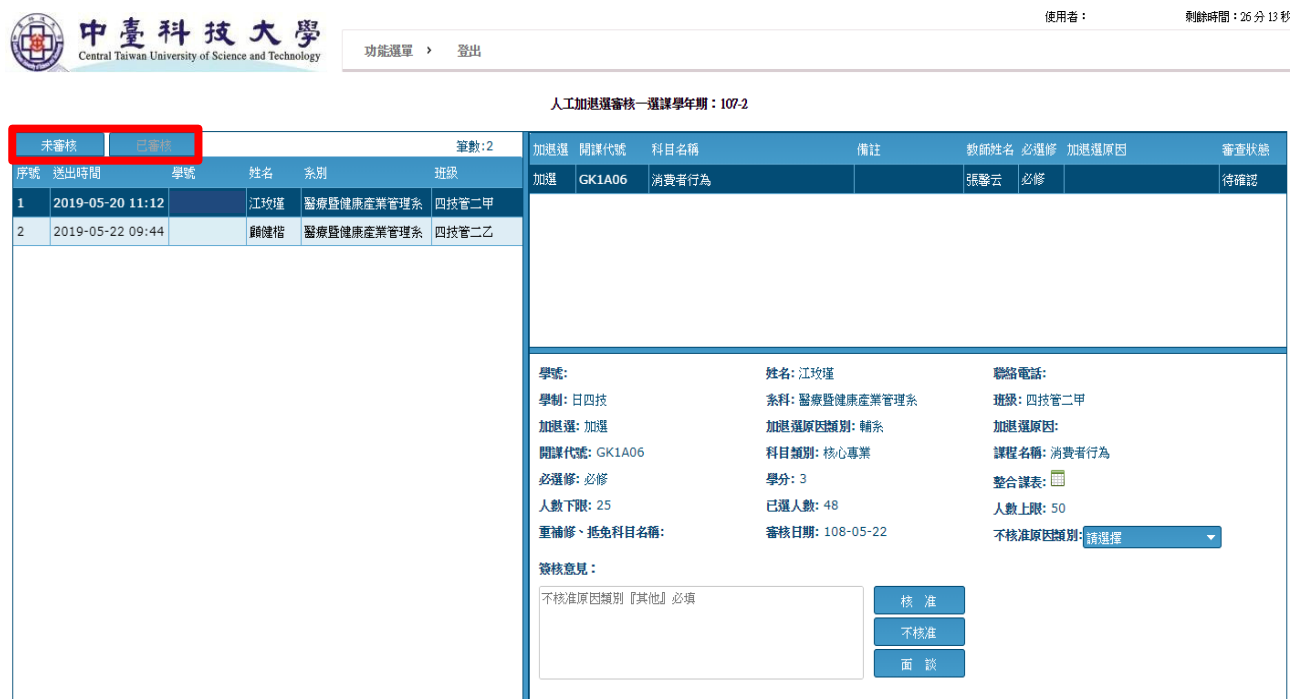 使用者： 剩餘時間：26 分 13 秒
中臺科技大學
Central Taiwan University of Science and Technology
功能選單 › 登出
人工加退選審核－選課學年期：107-2
未審核 已審核 筆數:2
序號 送出時間 學號 姓名 系別 班級
1 2019-05-20 11:12 江玫瑾 醫療暨健康產業管理系 四技管二甲
2 2019-05-22 09:44 顧健楷 醫療暨健康產業管理系 四技管二乙
加退選 開課代號 科目名稱 備註 教師姓名 必選修 加退選原因 審查狀態
加選 GK1A06 消費者行為 張馨云 必修 待確認
學號: 姓名: 江玫瑾 聯絡電話:
學制: 日四技 系科: 醫療暨健康產業管理系 班級: 四技管二甲
加退選: 加選 加退選原因類別: 輔系 加退選原因:
開課代號: GK1A06 科目類別: 核心專業 課程名稱: 消費者行為
必選修: 必修 學分: 3 整合課表:
人數下限: 25 已選人數: 48 人數上限: 50
重補修、抵免科目名稱: 審核日期: 108-05-22 不核准原因類別: 請選擇
簽核意見：
不核准原因類別『其他』必填
核 准
不核准
面 談